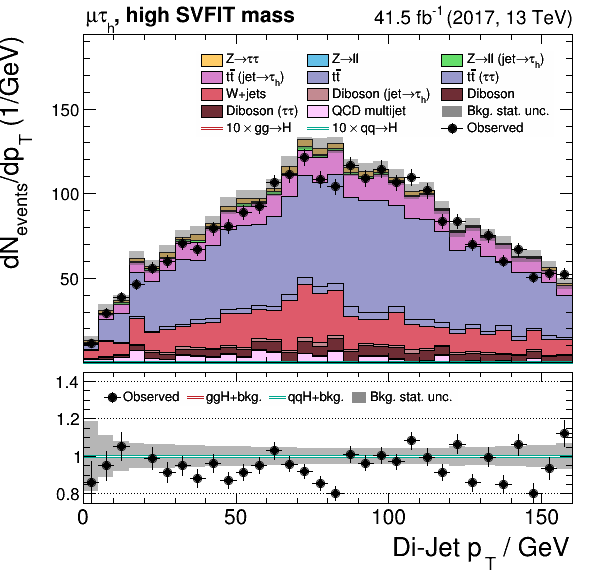 μτh, high SVFIT mass 41.5 fb⁻¹ (2017, 13 TeV)
dNevents/dpT (1/GeV)
150
100
50
Z→ττ Z→ll Z→ll (jet→τh)
tt̄ (jet→τh) tt̄ tt̄ (ττ)
W+jets Diboson (jet→τh) Diboson
Diboson (ττ) QCD multijet Bkg. stat. unc.
10 × gg→H 10 × qq→H Observed
1.4
1.2
1
0.8
Observed ggH+bkg. qqH+bkg. Bkg. stat. unc.
0 50 100 150
Di-Jet pT / GeV